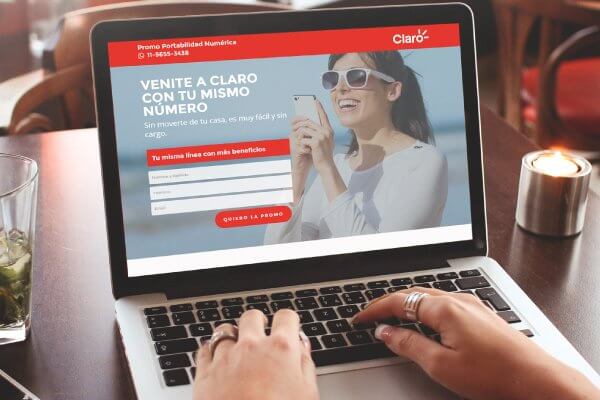 Promo Portabilidad Numérica
11-5655-3438
Claro
VENITE A CLARO
CON TU MISMO
NÚMERO
Sin moverte de tu casa, es muy fácil y sin
cargo.
Tu misma línea con más beneficios
Nombre y Apellido
Teléfono
Email
QUIERO LA PROMO